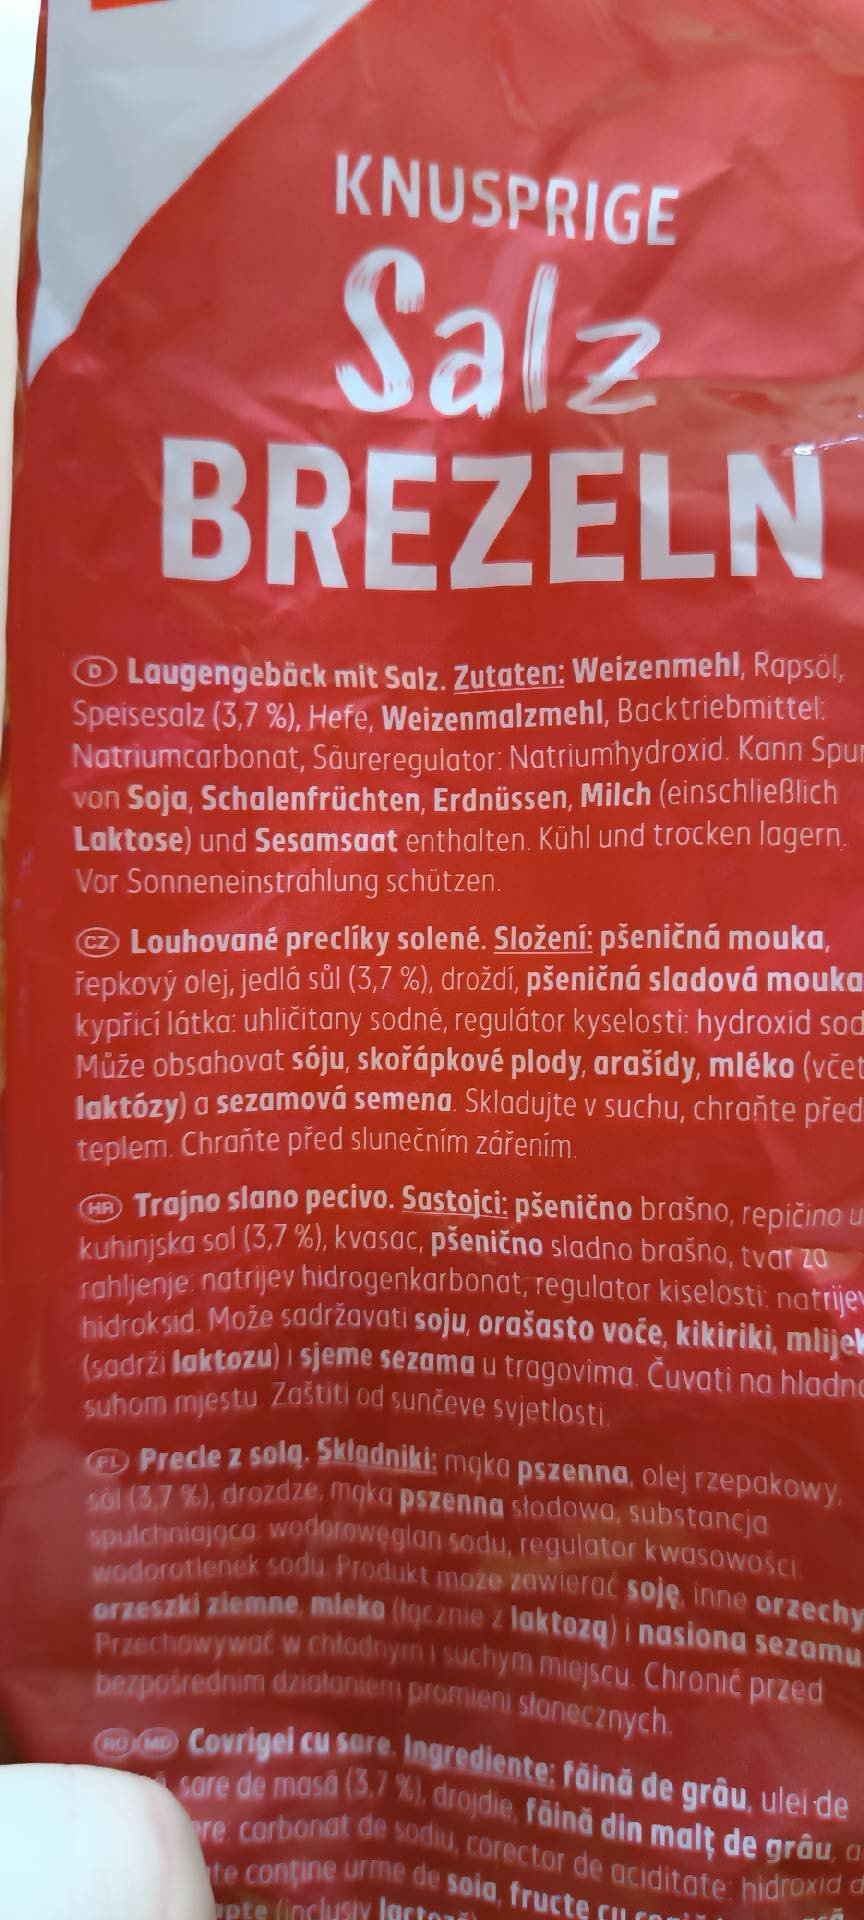 KNUSPRIGE
Salz
BREZELN
D Laugengebäck mit Salz. Zutaten: Weizenmehl, Rapsöl,
Speisesalz (3,7 %), Hefe, Weizenmalzmehl, Backtriebmittel:
Natriumcarbonat, Säureregulator: Natriumhydroxid. Kann Spur
von Soja, Schalenfrüchten, Erdnüssen, Milch (einschließlich
Laktose) und Sesamsaat enthalten. Kühl und trocken lagern.
Vor Sonneneinstrahlung schützen.
CZ Louhované preclíky solené. Složení: pšeničná mouka,
řepkový olej, jedlá sůl (3,7 %), droždí, pšeničná sladová mouka
kypřicí látka: uhličitany sodné, regulátor kyselosti: hydroxid sod
Může obsahovat sóju, skořápkové plody, arašídy, mléko (včet
laktózy) a sezamová semena. Skladujte v suchu, chraňte před
teplem. Chraňte před slunečním zářením.
HR Trajno slano pecivo. Sastojci: pšenično brašno, repičino u
kuhinjska sol (3,7 %), kvasac, pšenično sladno brašno, tvar za
rahljenje: natrijev hidrogenkarbonat, regulator kiselosti: natrijev
hidroksid. Može sadržavati soju, orašasto voće, kikiriki, mlijek
(sadrži laktozu) i sjeme sezama u tragovima. Čuvati na hladno
suhom mjestu. Zaštiti od sunčeve svjetlosti.
PL Precle z solą. Składniki: mąka pszenna, olej rzepakowy,
sól (3,7 %), drozdze, mąka pszenna słodowa, substancja
spulchniająca: wodorowęglan sodu, regulator kwasowości:
wodorotlenek sodu. Produkt może zawierać soję, inne orzechy
orzeszki ziemne, mleko (łącznie z laktozą) i nasiona sezamu.
Przechowywać w chłodnym i suchym miejscu. Chronić przed
bezpośrednim działaniem promieni słonecznych.
RO MD Covrigei cu sare. Ingrediente: făină de grâu, ulei de
sare de masă (3,7 %), drojdie, făină din malţ de grâu, a
re: carbonat de sodiu, corector de aciditate: hidroxid d
te conține urme de soia, fructe cu
apte (inclusiv